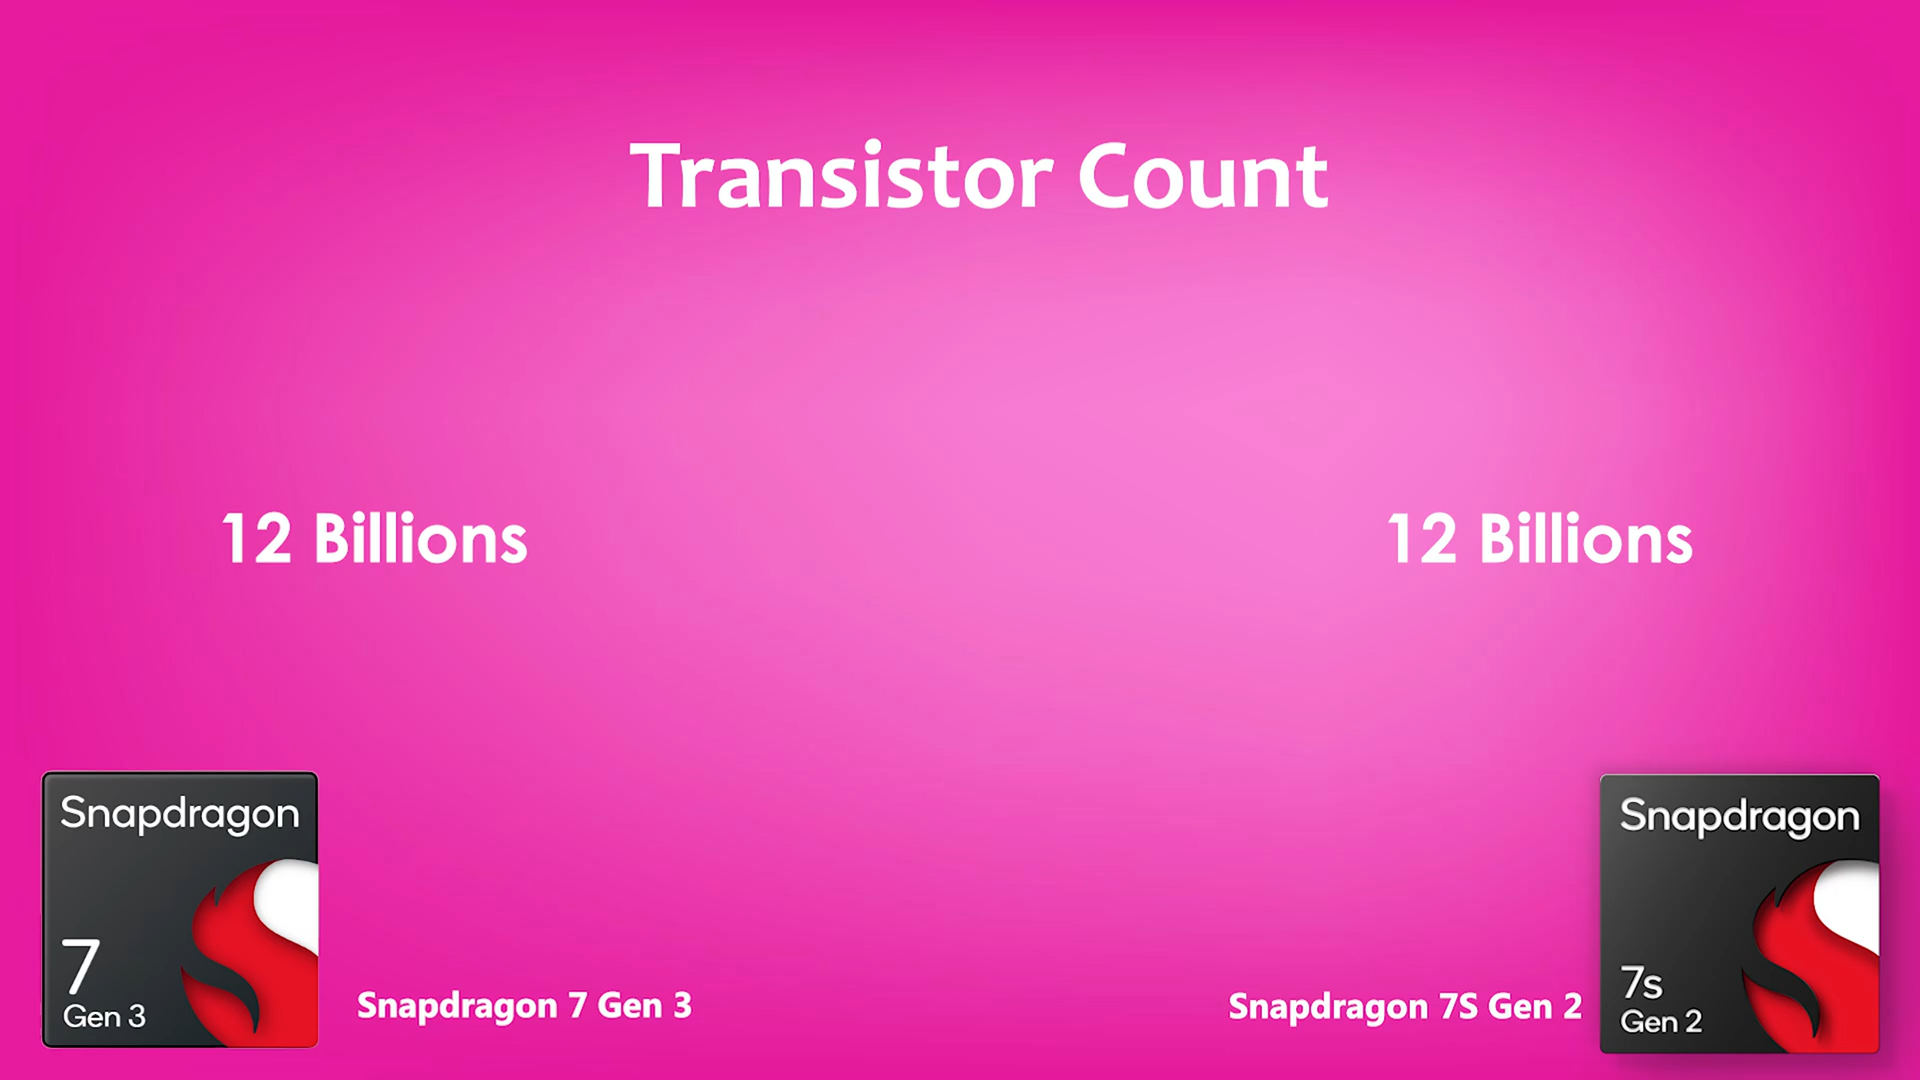 Transistor Count
12 Billions
12 Billions
Snapdragon
7
Gen 3
Snapdragon 7 Gen 3
Snapdragon 7S Gen 2
Snapdragon
7s
Gen 2